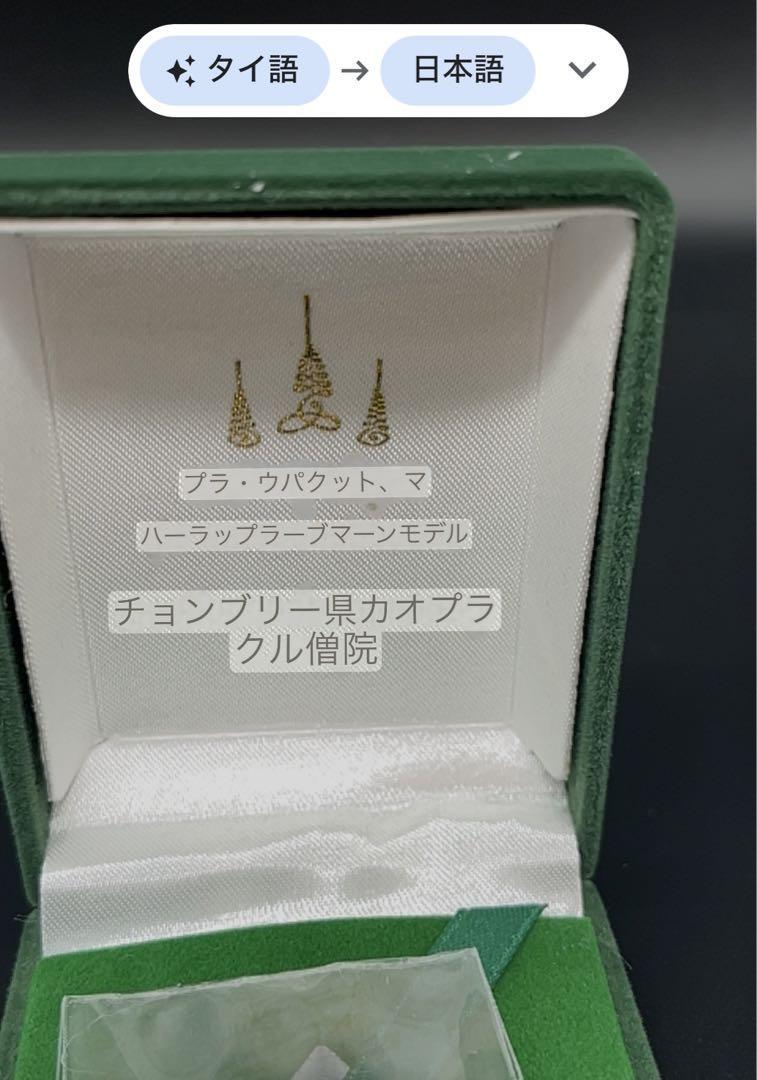 タイ語 → 日本語
プラ・ウパクット、マ
ハーラップラーブマーンモデル
チョンブリー県カオプラ
クル僧院